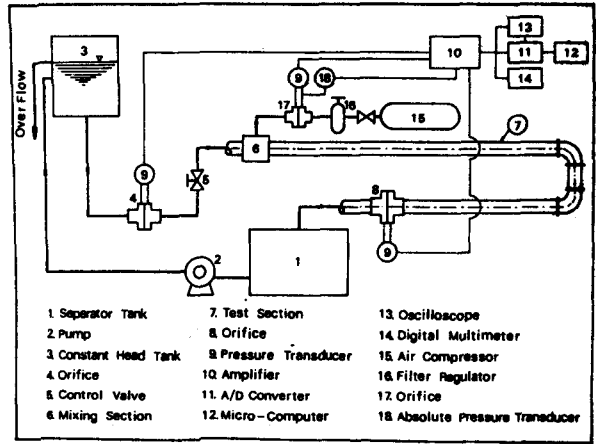 3
Over Flow
10
13
11
12
14
9
18
17
16
15
7
6
9
5
4
8
9
2
1
1. Seperator Tank
2. Pump
3. Constant Head Tank
4. Orifice
5. Control Valve
6. Mixing Section
7. Test Section
8. Orifice
9. Pressure Transducer
10. Amplifier
11. A/D Converter
12. Micro-Computer
13. Oscilloscope
14. Digital Multimeter
15. Air Compressor
16. Filter Regulator
17. Orifice
18. Absolute Pressure Transducer